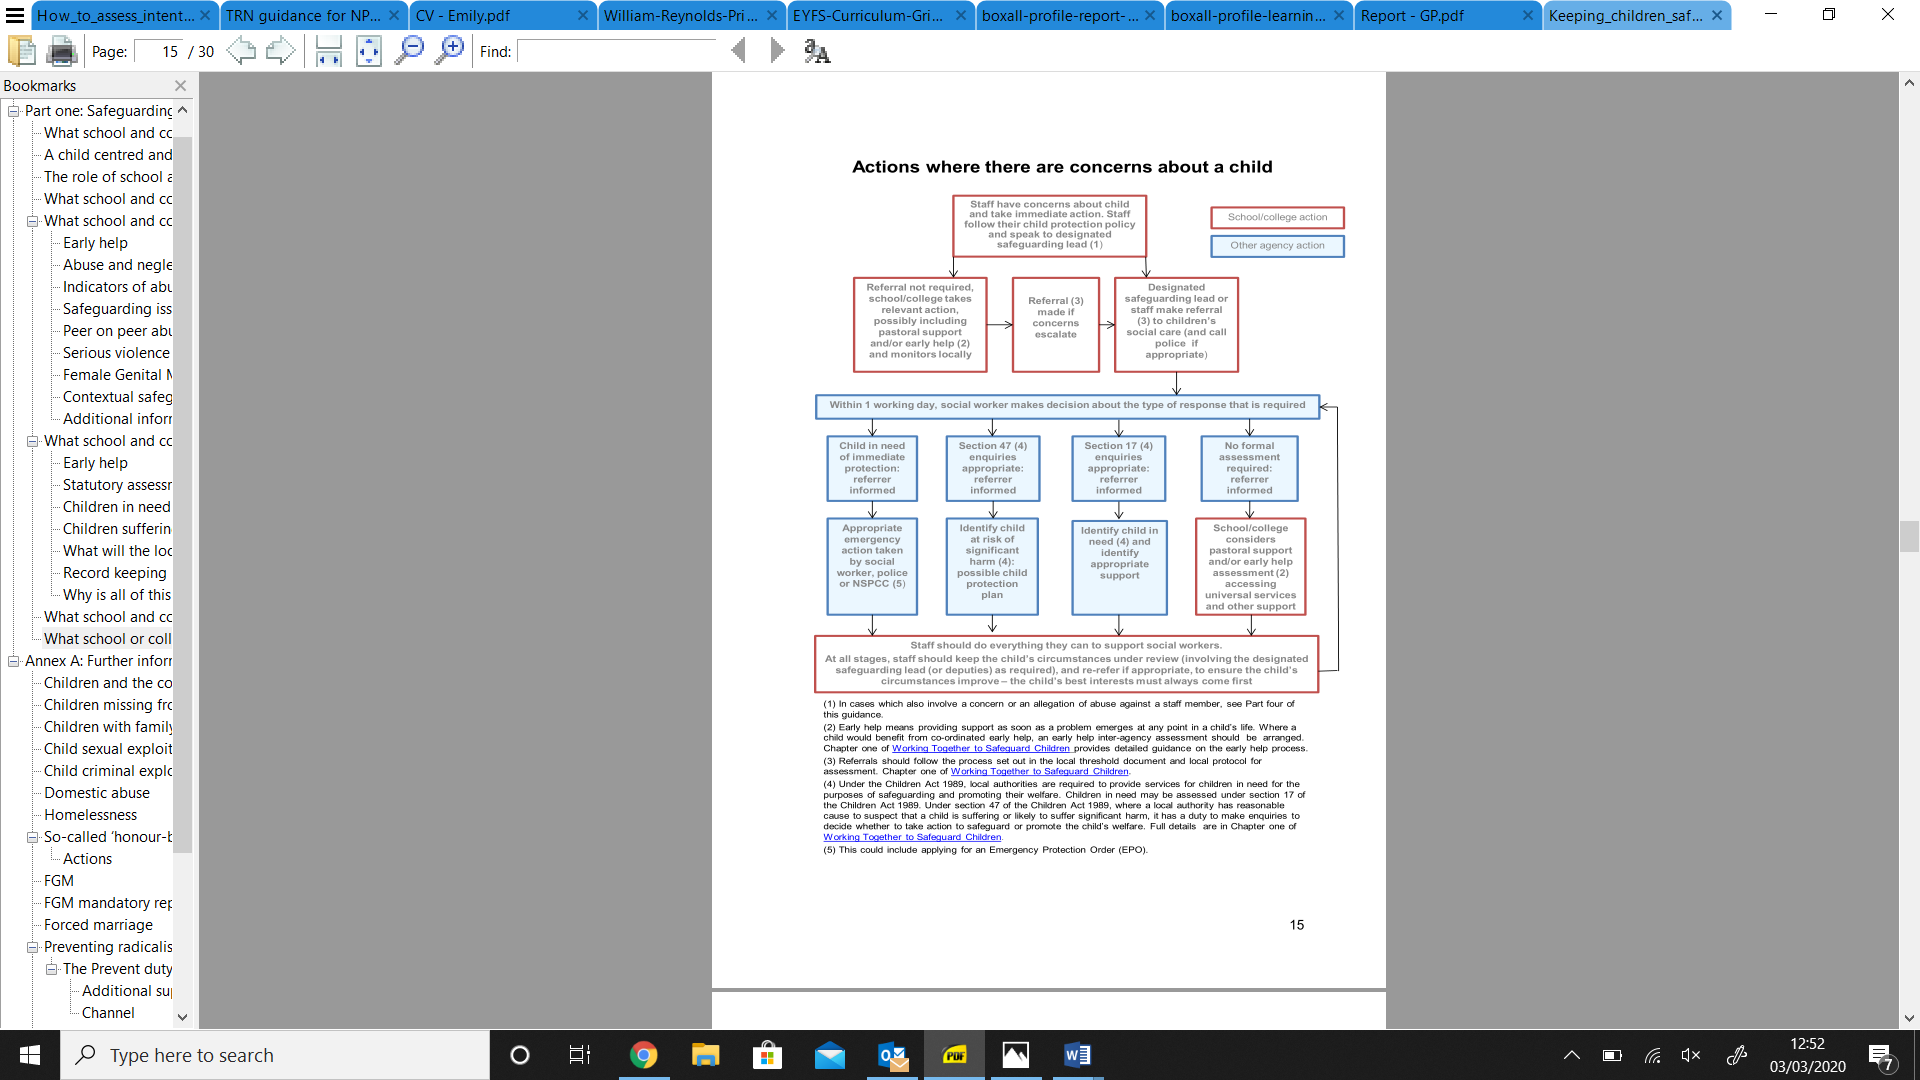 How_to_assess_intent...
TRN guidance for NP...
CV - Emily.pdf
William-Reynolds-Pri...
EYFS-Curriculum-Gri...
boxall-profile-report-...
boxall-profile-learnin...
Report - GP.pdf
Keeping_children_saf...
Page: 15 / 30
Find:
Bookmarks
Part one: Safeguarding
What school and co
A child centred and
The role of school a
What school and co
What school and co
Early help
Abuse and negle
Indicators of abu
Safeguarding iss
Peer on peer abu
Serious violence
Female Genital M
Contextual safeg
Additional inforr
What school and co
Early help
Statutory assessr
Children in need
Children sufferin
What will the loc
Record keeping
Why is all of this
What school and co
What school or coll
Annex A: Further inforr
Children and the co
Children missing frc
Children with family
Child sexual exploit
Child criminal explc
Domestic abuse
Homelessness
So-called ‘honour-b
Actions
FGM
FGM mandatory rep
Forced marriage
Preventing radicalis
The Prevent duty
Additional sup
Channel
Actions where there are concerns about a child
Staff have concerns about child
and take immediate action. Staff
follow their child protection policy
and speak to designated
safeguarding lead (1)
School/college action
Other agency action
Referral not required,
school/college takes
relevant action,
possibly including
pastoral support
and/or early help (2)
and monitors locally
Referral (3)
made if
concerns
escalate
Designated
safeguarding lead or
staff make referral
(3) to children’s
social care (and call
police if
appropriate)
Within 1 working day, social worker makes decision about the type of response that is required
Child in need
of immediate
protection:
referrer
informed
Section 47 (4)
enquiries
appropriate:
referrer
informed
Section 17 (4)
enquiries
appropriate:
referrer
informed
No formal
assessment
required:
referrer
informed
Appropriate
emergency
action taken
by social
worker, police
or NSPCC (5)
Identify child
at risk of
significant
harm (4):
possible child
protection
plan
Identify child in
need (4) and
identify
appropriate
support
School/college
considers
pastoral support
and/or early help
assessment (2)
accessing
universal services
and other support
Staff should do everything they can to support social workers.
At all stages, staff should keep the child’s circumstances under review (involving the designated
safeguarding lead (or deputies) as required), and re-refer if appropriate, to ensure the child’s
circumstances improve – the child’s best interests must always come first
(1) In cases which also involve a concern or an allegation of abuse against a staff member, see Part four of
this guidance.
(2) Early help means providing support as soon as a problem emerges at any point in a child’s life. Where a
child would benefit from co-ordinated early help, an early help inter-agency assessment should be arranged.
Chapter one of Working Together to Safeguard Children provides detailed guidance on the early help process.
(3) Referrals should follow the process set out in the local threshold document and local protocol for
assessment. Chapter one of Working Together to Safeguard Children.
(4) Under the Children Act 1989, local authorities are required to provide services for children in need for the
purposes of safeguarding and promoting their welfare. Children in need may be assessed under section 17 of
the Children Act 1989. Under section 47 of the Children Act 1989, where a local authority has reasonable
cause to suspect that a child is suffering or likely to suffer significant harm, it has a duty to make enquiries to
decide whether to take action to safeguard or promote the child’s welfare. Full details are in Chapter one of
Working Together to Safeguard Children.
(5) This could include applying for an Emergency Protection Order (EPO).
15
Type here to search
PDF
12:52
03/03/2020
7